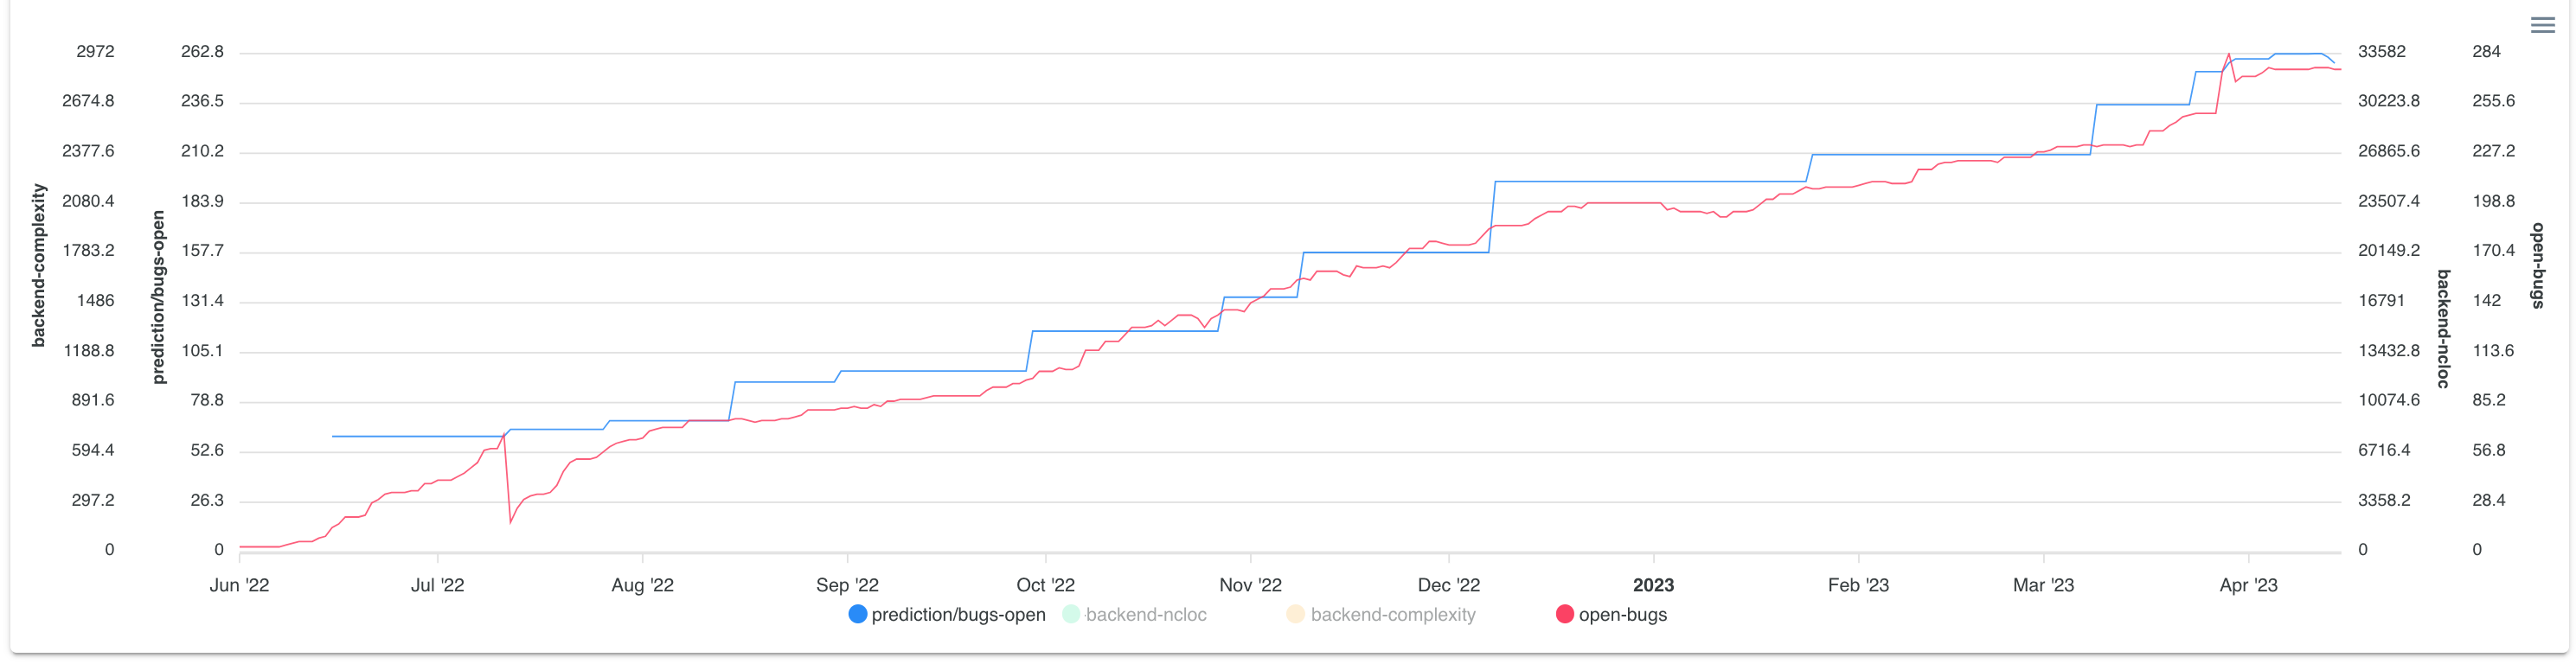 2972 262.8 33582 284
2674.8 236.5 30223.8 255.6
2377.6 210.2 26865.6 227.2
2080.4 183.9 23507.4 198.8
1783.2 157.7 20149.2 170.4
1486 131.4 16791 142
1188.8 105.1 13432.8 113.6
891.6 78.8 10074.6 85.2
594.4 52.6 6716.4 56.8
297.2 26.3 3358.2 28.4
0 0 0 0
backend-complexity
prediction/bugs-open
backend-ncloc
open-bugs
Jun '22 Jul '22 Aug '22 Sep '22 Oct '22 Nov '22 Dec '22 2023 Feb '23 Mar '23 Apr '23
prediction/bugs-open backend-ncloc backend-complexity open-bugs